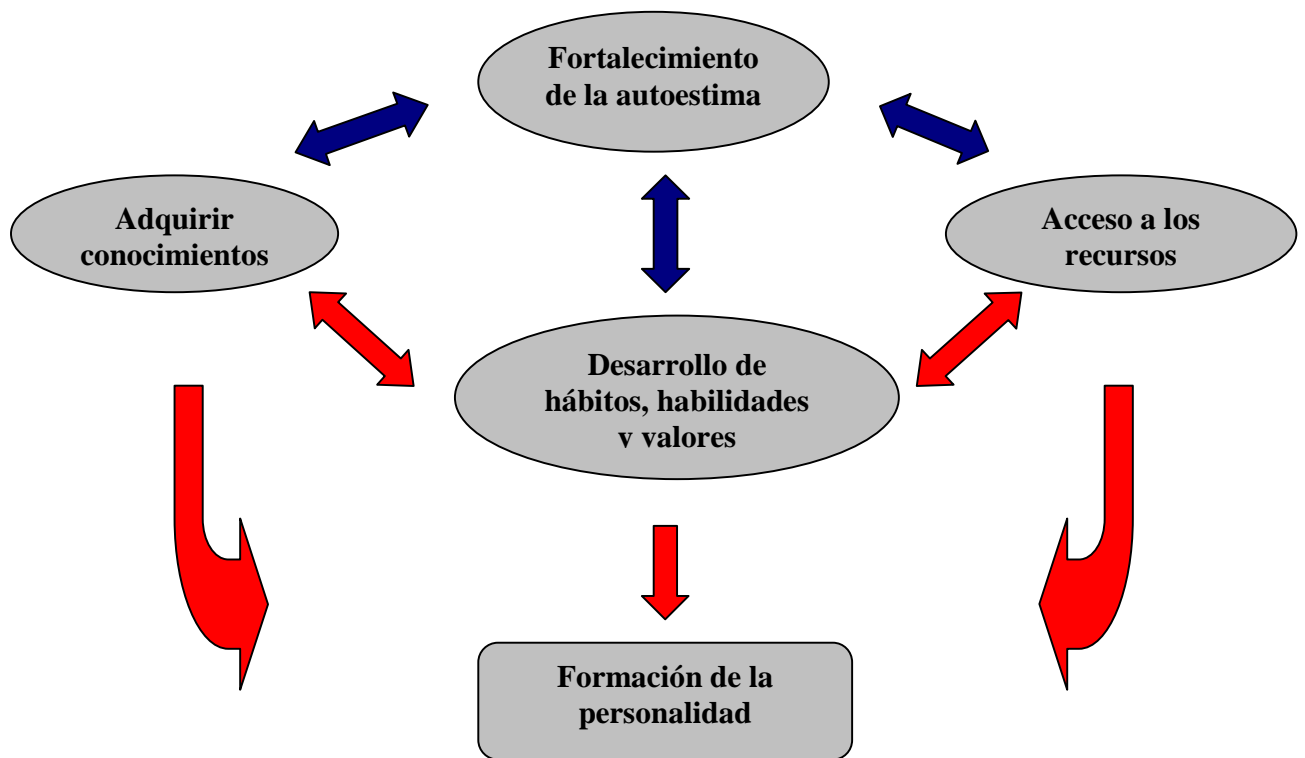 Fortalecimiento
de la autoestima
Adquirir
conocimientos
Acceso a los
recursos
Desarrollo de
hábitos, habilidades
y valores
Formación de la
personalidad